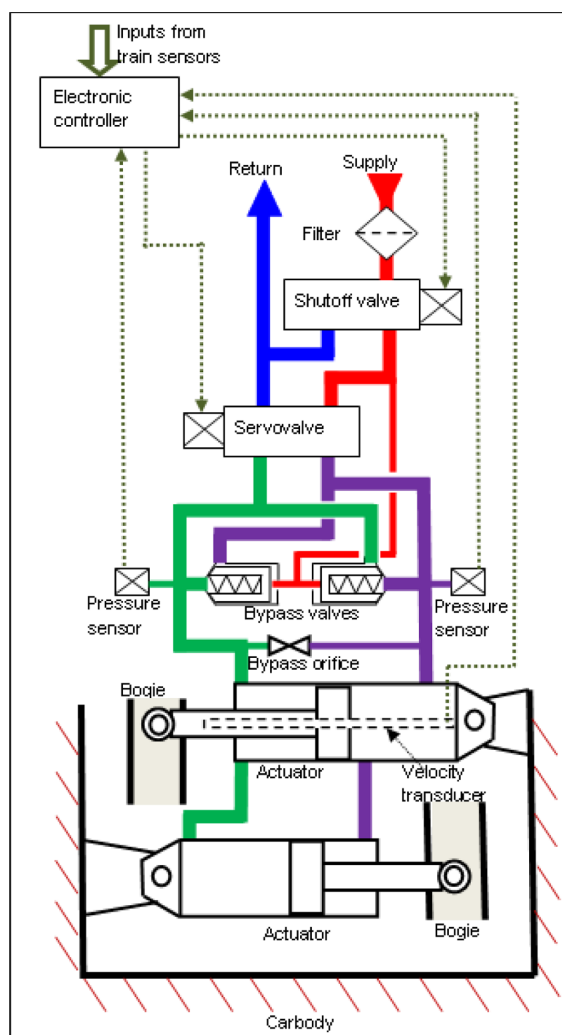 Inputs from
train sensors
Electronic
controller
Return
Supply
Filter
Shutoff valve
Servovalve
Pressure
sensor
Bypass valves
Pressure
sensor
Bypass orifice
Bogie
Actuator
Velocity
transducer
Actuator
Bogie
Carbody